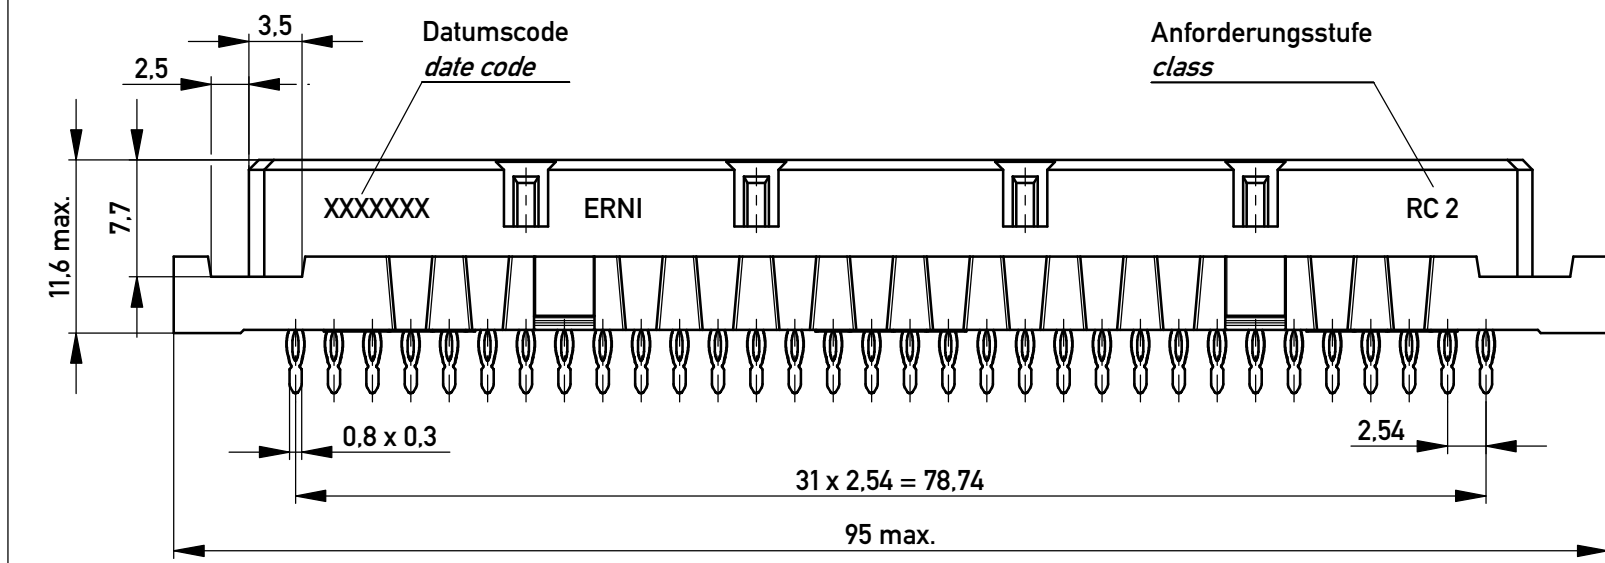 3,5
Datumscode
date code
Anforderungsstufe
class
2,5
11,6 max.
7,7
XXXXXXX
ERNI
RC 2
0,8 x 0,3
2,54
31 x 2,54 = 78,74
95 max.